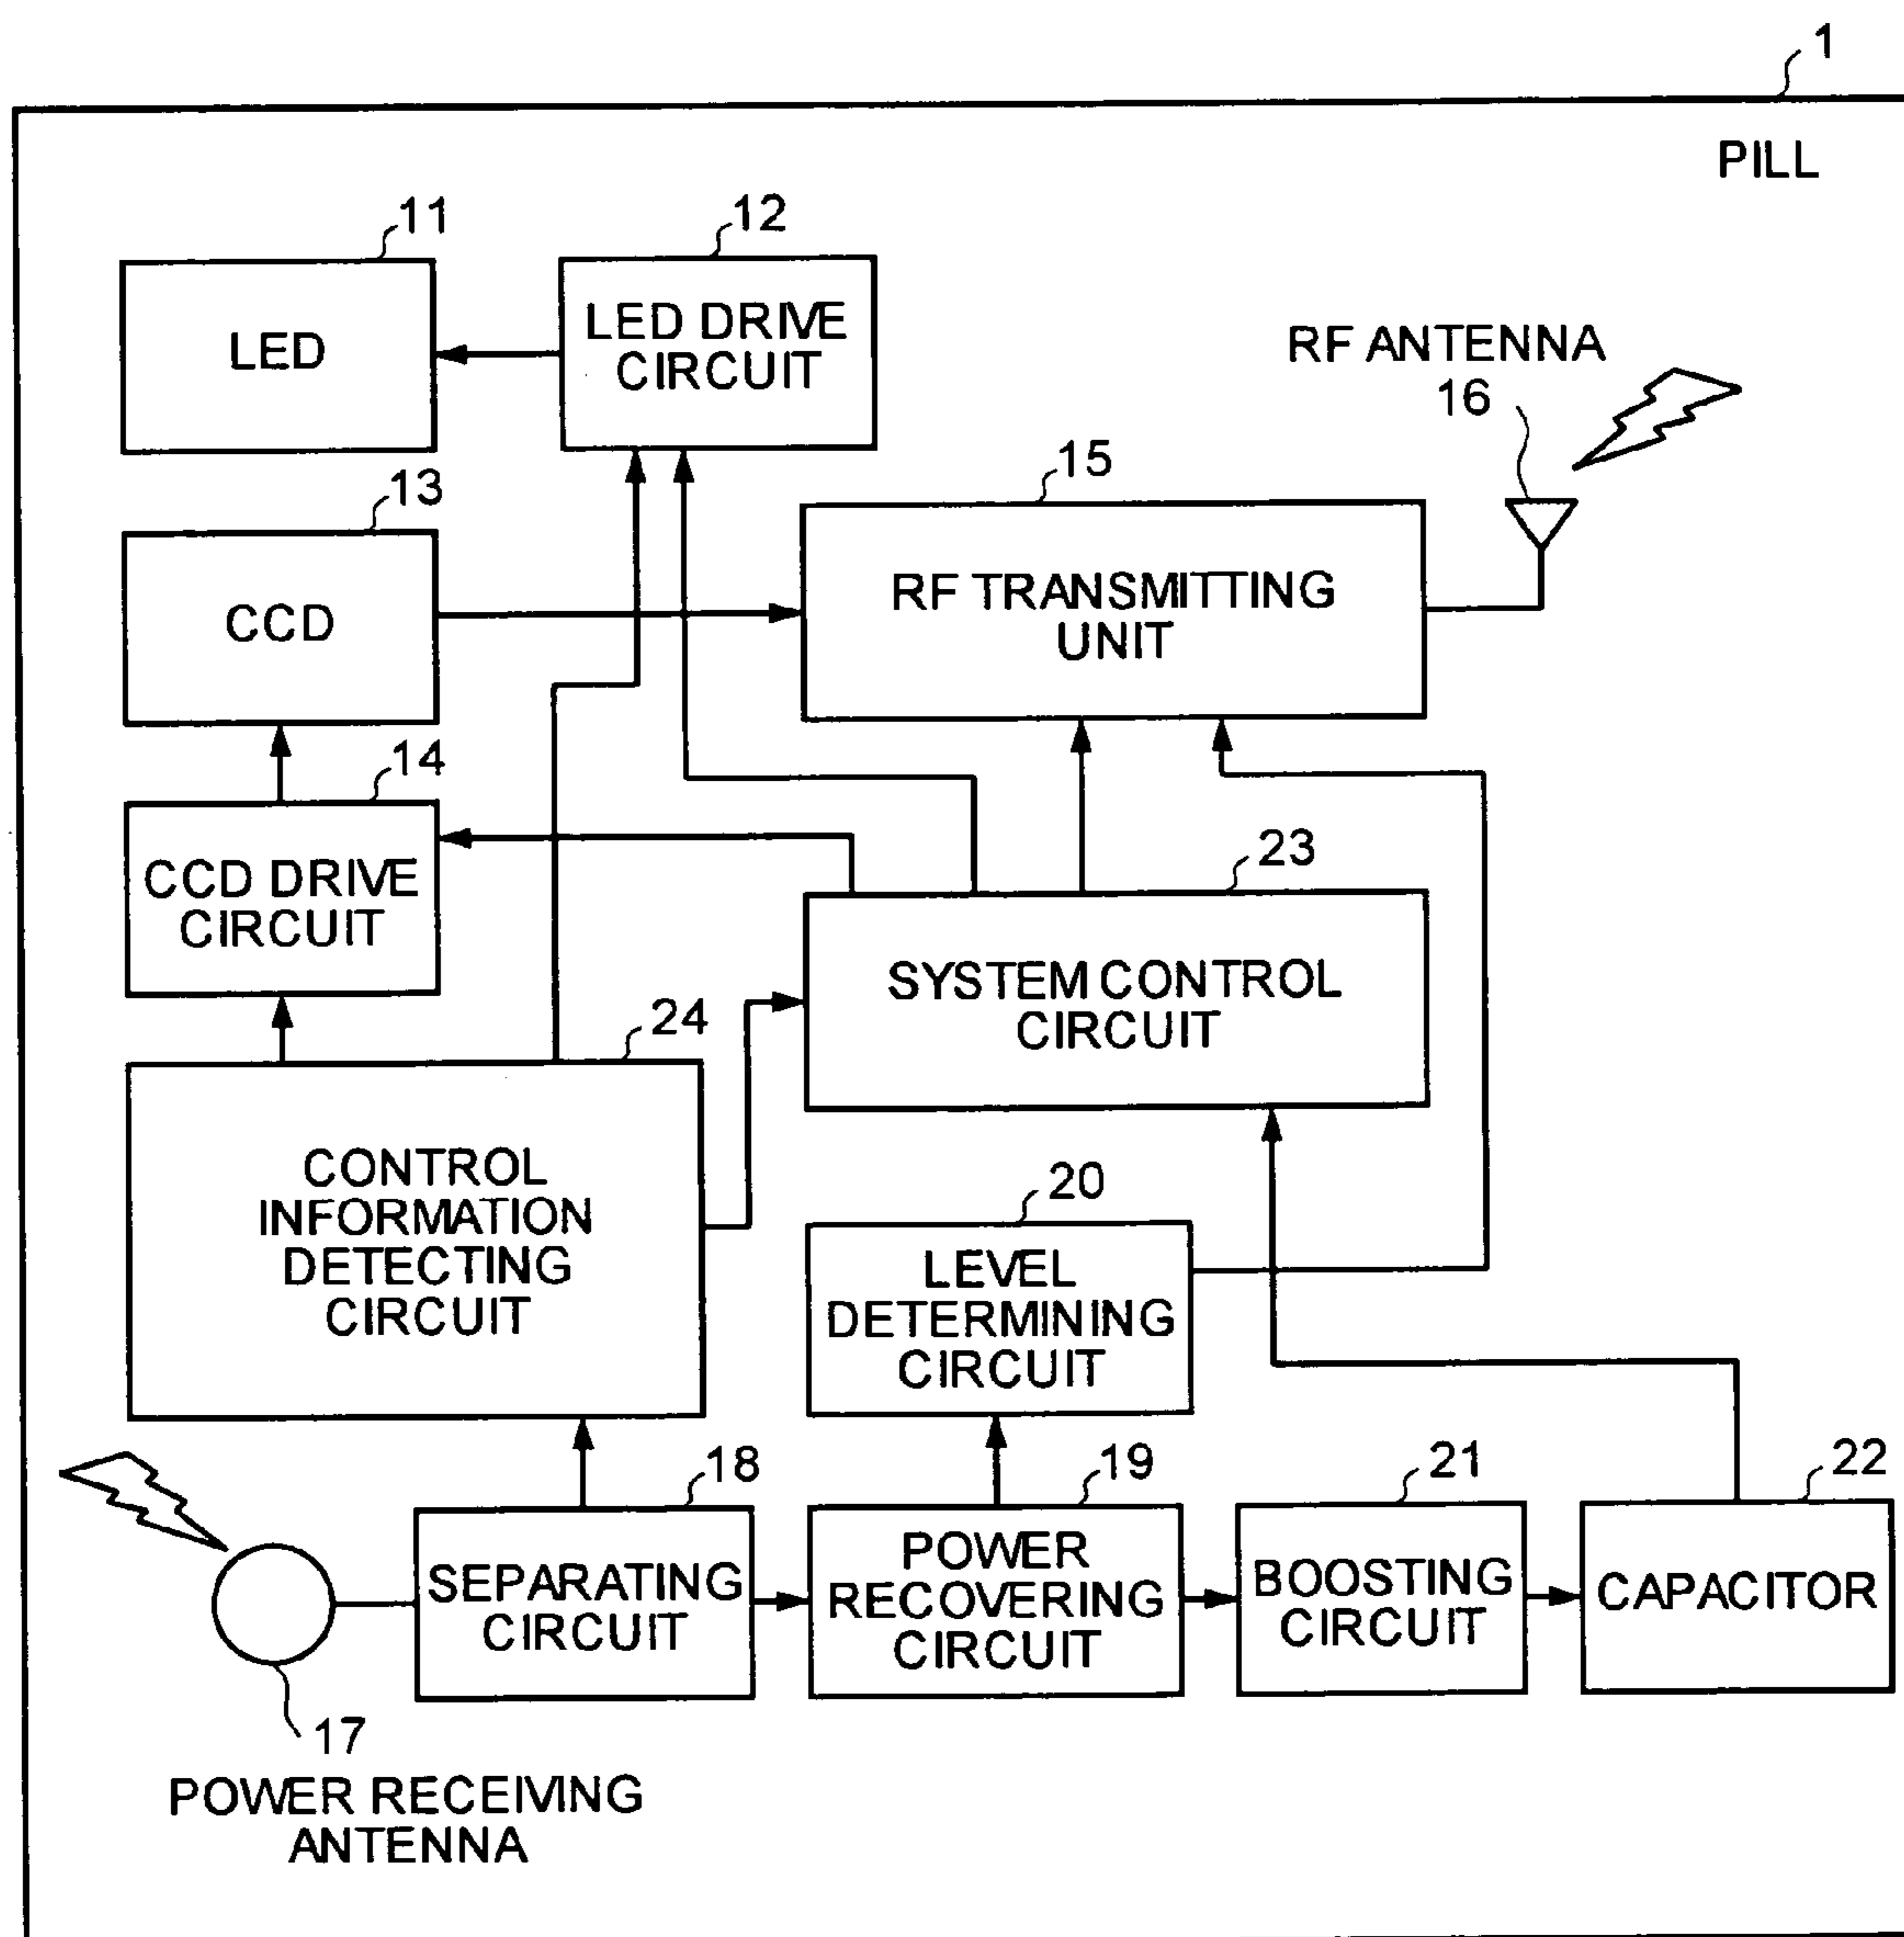 1
PILL
11
12
LED
LED DRIVE
CIRCUIT
RF ANTENNA
16
13
15
CCD
RF TRANSMITTING
UNIT
14
CCD DRIVE
CIRCUIT
23
SYSTEM CONTROL
CIRCUIT
24
CONTROL
INFORMATION
DETECTING
CIRCUIT
20
LEVEL
DETERMINING
CIRCUIT
18
19
21
22
SEPARATING
CIRCUIT
POWER
RECOVERING
CIRCUIT
BOOSTING
CIRCUIT
CAPACITOR
17
POWER RECEIVING
ANTENNA